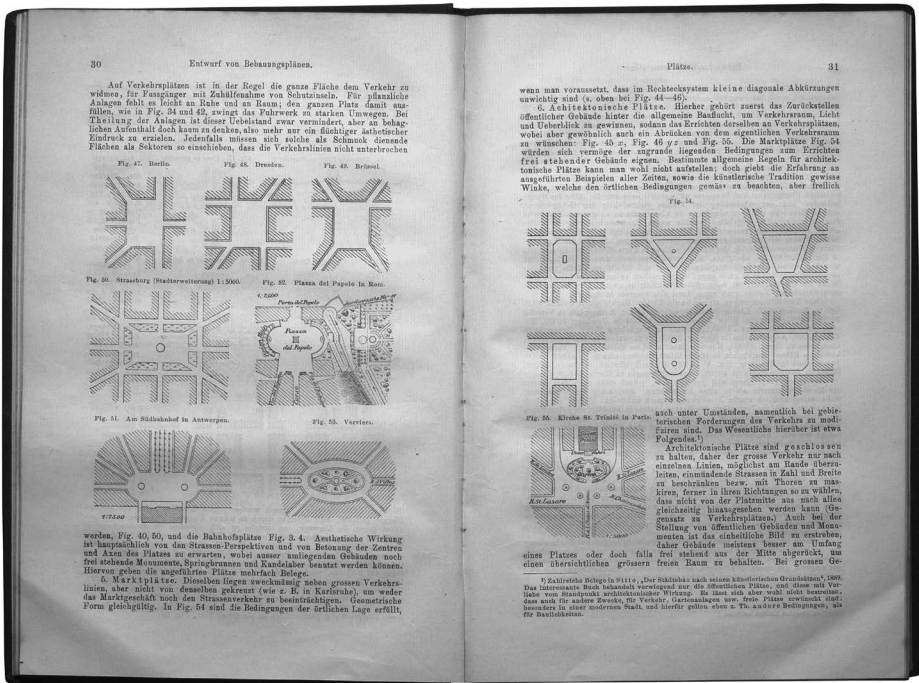 30 Entwurf von Bebauungsplänen.
Auf Verkehrsplätzen ist in der Regel die ganze Fläche dem Verkehr zu
widmen, für Fussgänger mit Zuhülfenahme von Schutzinseln. Für pflanzliche
Anlagen fehlt es leicht an Ruhe und an Raum; den ganzen Platz damit aus-
füllen, wie in Fig. 34 und 42, zwingt das Fuhrwerk zu starken Umwegen. Bei
Theilung der Anlagen ist dieser Uebelstand zwar vermindert, aber an behag-
lichen Aufenthalt doch kaum zu denken, also mehr nur ein flüchtiger ästhetischer
Eindruck zu erzielen. Jedenfalls müssen sich solche als Schmuck dienende
Flächen als Sektoren so einschieben, dass die Verkehrslinien nicht unterbrochen
Fig. 47. Berlin. Fig. 48. Dresden. Fig. 49. Brüssel.
Fig. 50. Strassburg (Stadterweiterung) 1:5000. Fig. 52. Piazza del Popolo in Rom.
Porta del Popolo
Piazza
del Popolo
Fig. 51. Am Südbahnhof in Antwerpen. Fig. 53. Verviers.
1:7500
werden, Fig. 40, 50, und die Bahnhofsplätze Fig. 3. 4. Aesthetische Wirkung
ist hauptsächlich von den Strassen-Perspektiven und von Betonung der Zentren
und Axen des Platzes zu erwarten, wobei ausser umliegenden Gebäuden noch
frei stehende Monumente, Springbrunnen und Kandelaber benutzt werden können.
Hiervon geben die angeführten Plätze mehrfach Belege.
5. Marktplätze. Dieselben liegen zweckmässig neben grossen Verkehrs-
linien, aber nicht von denselben gekreuzt (wie z. B. in Karlsruhe), um weder
das Marktgeschäft noch den Strassenverkehr zu beeinträchtigen. Geometrische
Form gleichgültig. In Fig. 54 sind die Bedingungen der örtlichen Lage erfüllt,
Plätze. 31
wenn man voraussetzt, dass im Rechtecksystem kleine diagonale Abkürzungen
unwichtig sind (s. oben bei Fig. 44—46).
6. Achitektonische Plätze. Hierher gehört zuerst das Zurückstellen
öffentlicher Gebäude hinter die allgemeine Bauflucht, um Verkehrsraum, Licht
und Ueberblick zu gewinnen, sodann das Errichten derselben an Verkehrsplätzen,
wobei aber gewöhnlich auch ein Abrücken von dem eigentlichen Verkehrsraum
zu wünschen: Fig. 45 x, Fig. 46 y z und Fig. 55. Die Marktplätze Fig. 54
würden sich vermöge der zugrunde liegenden Bedingungen zum Errichten
frei stehender Gebäude eignen. Bestimmte allgemeine Regeln für architek-
tonische Plätze kann man wohl nicht aufstellen; doch giebt die Erfahrung an
ausgeführten Beispielen aller Zeiten, sowie die künstlerische Tradition gewisse
Winke, welche den örtlichen Bedingungen gemäss zu beachten, aber freilich
Fig. 54.
Fig. 55. Kirche St. Trinité in Paris.
R. St. Lazare
1:5000
auch unter Umständen, namentlich bei gebie-
terischen Forderungen des Verkehrs zu modi-
fiziren sind. Das Wesentliche hierüber ist etwa
Folgendes.¹)
Architektonische Plätze sind geschlossen
zu halten, daher der grosse Verkehr nur nach
einzelnen Linien, möglichst am Rande überzu-
leiten, einmündende Strassen in Zahl und Breite
zu beschränken bezw. mit Thoren zu mas-
kiren, ferner in ihren Richtungen so zu wählen,
dass nicht von der Platzmitte aus nach allen
gleichzeitig hinausgesehen werden kann (Ge-
gensatz zu Verkehrsplätzen.) Auch bei der
Stellung von öffentlichen Gebäuden und Monu-
menten ist das einheitliche Bild zu erstreben,
daher Gebäude meistens besser am Umfang
eines Platzes oder doch falls frei stehend aus der Mitte abgerückt, um
einen übersichtlichen grössern freien Raum zu behalten. Bei grossen Ge-
¹) Zahlreiche Belege in Sitte, „Der Städtebau nach seinen künstlerischen Grundsätzen", 1889.
Das interessante Buch behandelt vorwiegend nur die öffentlichen Plätze, und diese mit Vor-
liebe vom Standpunkt architektonischer Wirkung. Es lässt sich aber wohl nicht bestreiten,
dass auch für andere Zwecke, für Verkehr, Gartenanlagen usw. freie Plätze erwünscht sind;
besonders in einer modernen Stadt, und hierfür gelten eben z. Th. andere Bedingungen, als
für Baulichkeiten.